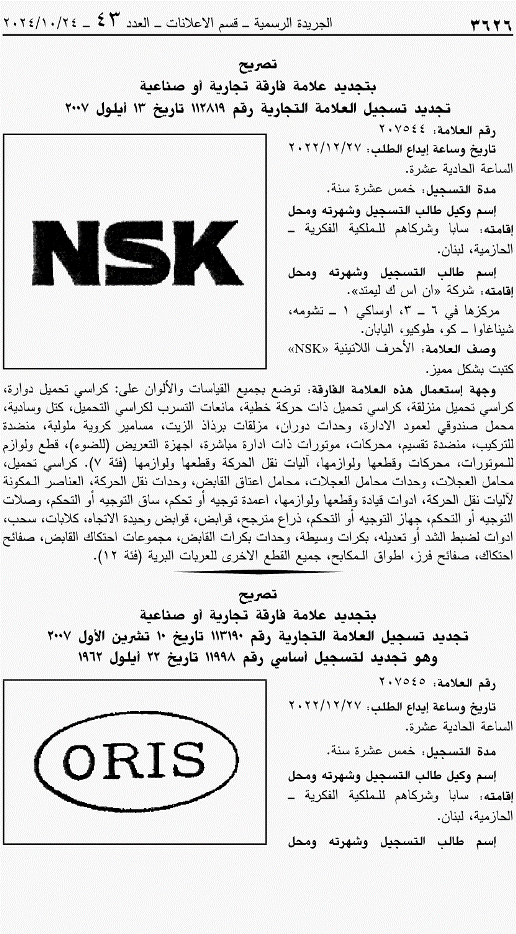 ٣٦٢٦ الجريدة الرسمية ــ قسم الاعلانات ــ العدد ٤٣ ــ ٢٠٢٤/١٠/٢٤
تصريح
بتجديد علامة فارقة تجارية أو صناعية
تجديد تسجيل العلامة التجارية رقم ١١٢٨١٩ تاريخ ١٣ أيلول ٢٠٠٧
رقم العلامة: ٢٠٧٥٤٤
تاريخ وساعة إيداع الطلب: ٢٠٢٢/١٢/٢٧
الساعة الحادية عشرة.
مدة التسجيل: خمس عشرة سنة.
إسم وكيل طالب التسجيل وشهرته ومحل
إقامته: سابا وشركاهم للملكية الفكرية ــ
الحازمية، لبنان.
إسم طالب التسجيل وشهرته ومحل
إقامته: شركة «ان اس ك ليمتد».
مركزها في ٦ ــ ٣، اوساكي ١ ــ تشومه،
شيناغاوا ــ كو، طوكيو، اليابان.
وصف العلامة: الأحرف اللاتينية «NSK»
كتبت بشكل مميز.
NSK
وجهة إستعمال هذه العلامة الفارقة: توضع بجميع القياسات والألوان على: كراسي تحميل دوارة،
كراسي تحميل منزلقة، كراسي تحميل ذات حركة خطية، مانعات التسرب لكراسي التحميل، كتل وسادية،
محمل صندوقي لعمود الادارة، وحدات دوران، مزلقات برذاذ الزيت، مسامير كروية ملولبة، منضدة
للتركيب، منضدة تقسيم، محركات، موتورات ذات ادارة مباشرة، اجهزة التعريض (للضوء)، قطع ولوازم
للموتورات، محركات وقطعها ولوازمها، آليات نقل الحركة وقطعها ولوازمها (فئة ٧). كراسي تحميل،
محامل العجلات، وحدات محامل العجلات، محامل اعتاق القابض، وحدات نقل الحركة، العناصر المكونة
لآليات نقل الحركة، ادوات قيادة وقطعها ولوازمها، اعمدة توجيه أو تحكم، ساق التوجيه أو التحكم، وصلات
التوجيه أو التحكم، جهاز التوجيه أو التحكم، ذراع مترجح، قوابض، قوابض وحيدة الاتجاه، كلابات، سحب،
ادوات لضبط الشد أو تعديله، بكرات وسيطة، وحدات بكرات القابض، مجموعات احتكاك القابض، صفائح
احتكاك، صفائح فرز، اطواق المكابح، جميع القطع الاخرى للعربات البرية (فئة ١٢).
تصريح
بتجديد علامة فارقة تجارية أو صناعية
تجديد تسجيل العلامة التجارية رقم ١١٣١٩٠ تاريخ ١٠ تشرين الأول ٢٠٠٧
وهو تجديد لتسجيل أساسي رقم ١١٩٩٨ تاريخ ٢٢ أيلول ١٩٦٢
رقم العلامة: ٢٠٧٥٤٥
تاريخ وساعة إيداع الطلب: ٢٠٢٢/١٢/٢٧
الساعة الحادية عشرة.
مدة التسجيل: خمس عشرة سنة.
إسم وكيل طالب التسجيل وشهرته ومحل
إقامته: سابا وشركاهم للملكية الفكرية ــ
الحازمية، لبنان.
إسم طالب التسجيل وشهرته ومحل
ORIS